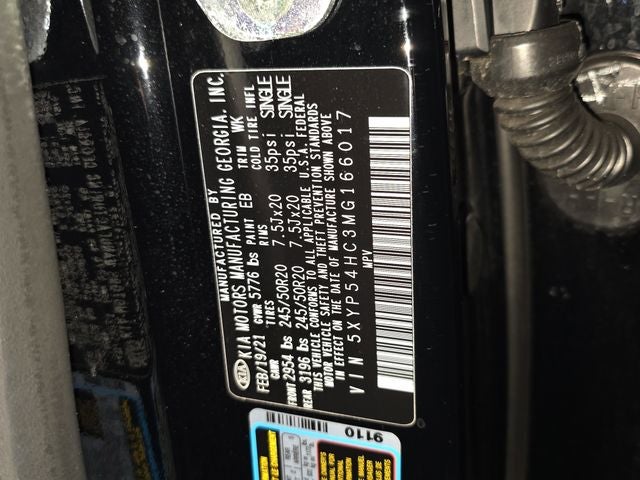 KIA
MANUFACTURED BY
KIA MOTORS MANUFACTURING GEORGIA, INC.
FEB/19/21 GVWR 5776 lbs PAINT EB TRIM WK
GWR TIRES RIMS COLD TIRE INFL
FRONT 2954 lbs 245/50R20 7.5Jx20 35psi SINGLE
REAR 3196 lbs 245/50R20 7.5Jx20 35psi SINGLE
THIS VEHICLE CONFORMS TO ALL APPLICABLE U.S.A. FEDERAL
MOTOR VEHICLE SAFETY AND THEFT PREVENTION STANDARDS
IN EFFECT ON THE DATE OF MANUFACTURE SHOWN ABOVE
VIN 5XYP54HC3MG166017
MPV
9110